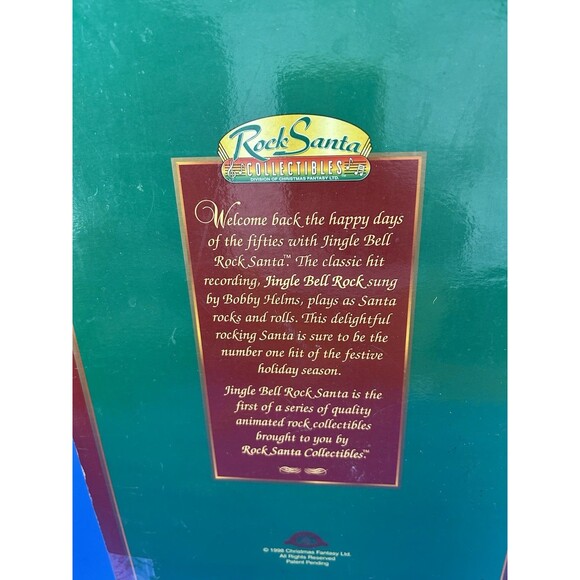 Rock Santa
COLLECTIBLES
DIVISION OF CHRISTMAS FANTASY LTD.
Welcome back the happy days
of the fifties with Jingle Bell
Rock Santa™. The classic hit
recording, Jingle Bell Rock sung
by Bobby Helms, plays as Santa
rocks and rolls. This delightful
rocking Santa is sure to be the
number one hit of the festive
holiday season.
Jingle Bell Rock Santa is the
first of a series of quality
animated rock collectibles
brought to you by
Rock Santa Collectibles.™
© 1996 Christmas Fantasy Ltd.
All Rights Reserved
Patent Pending